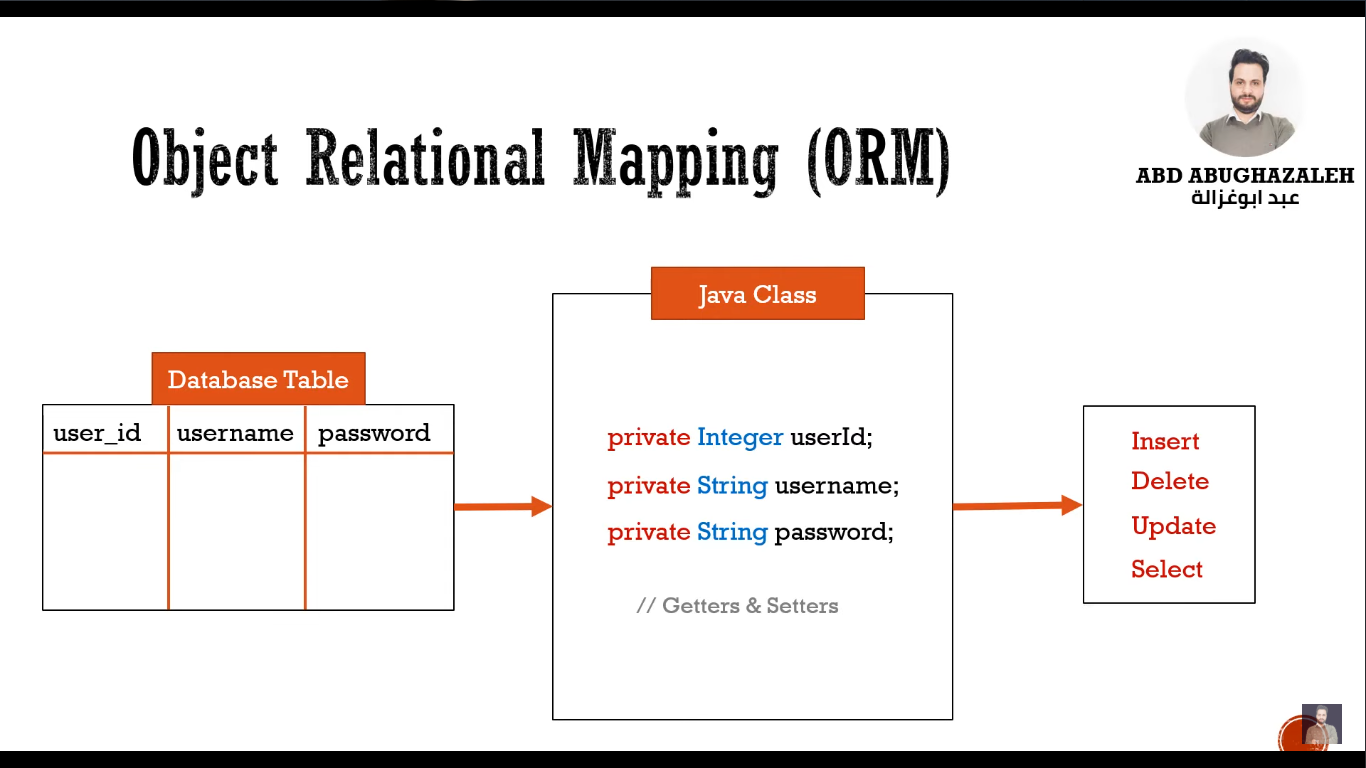 Object Relational Mapping (ORM)
ABD ABUGHAZALEH
عبد ابوغزالة
Database Table
user_id username password
Java Class
private Integer userId;
private String username;
private String password;
// Getters & Setters
Insert
Delete
Update
Select